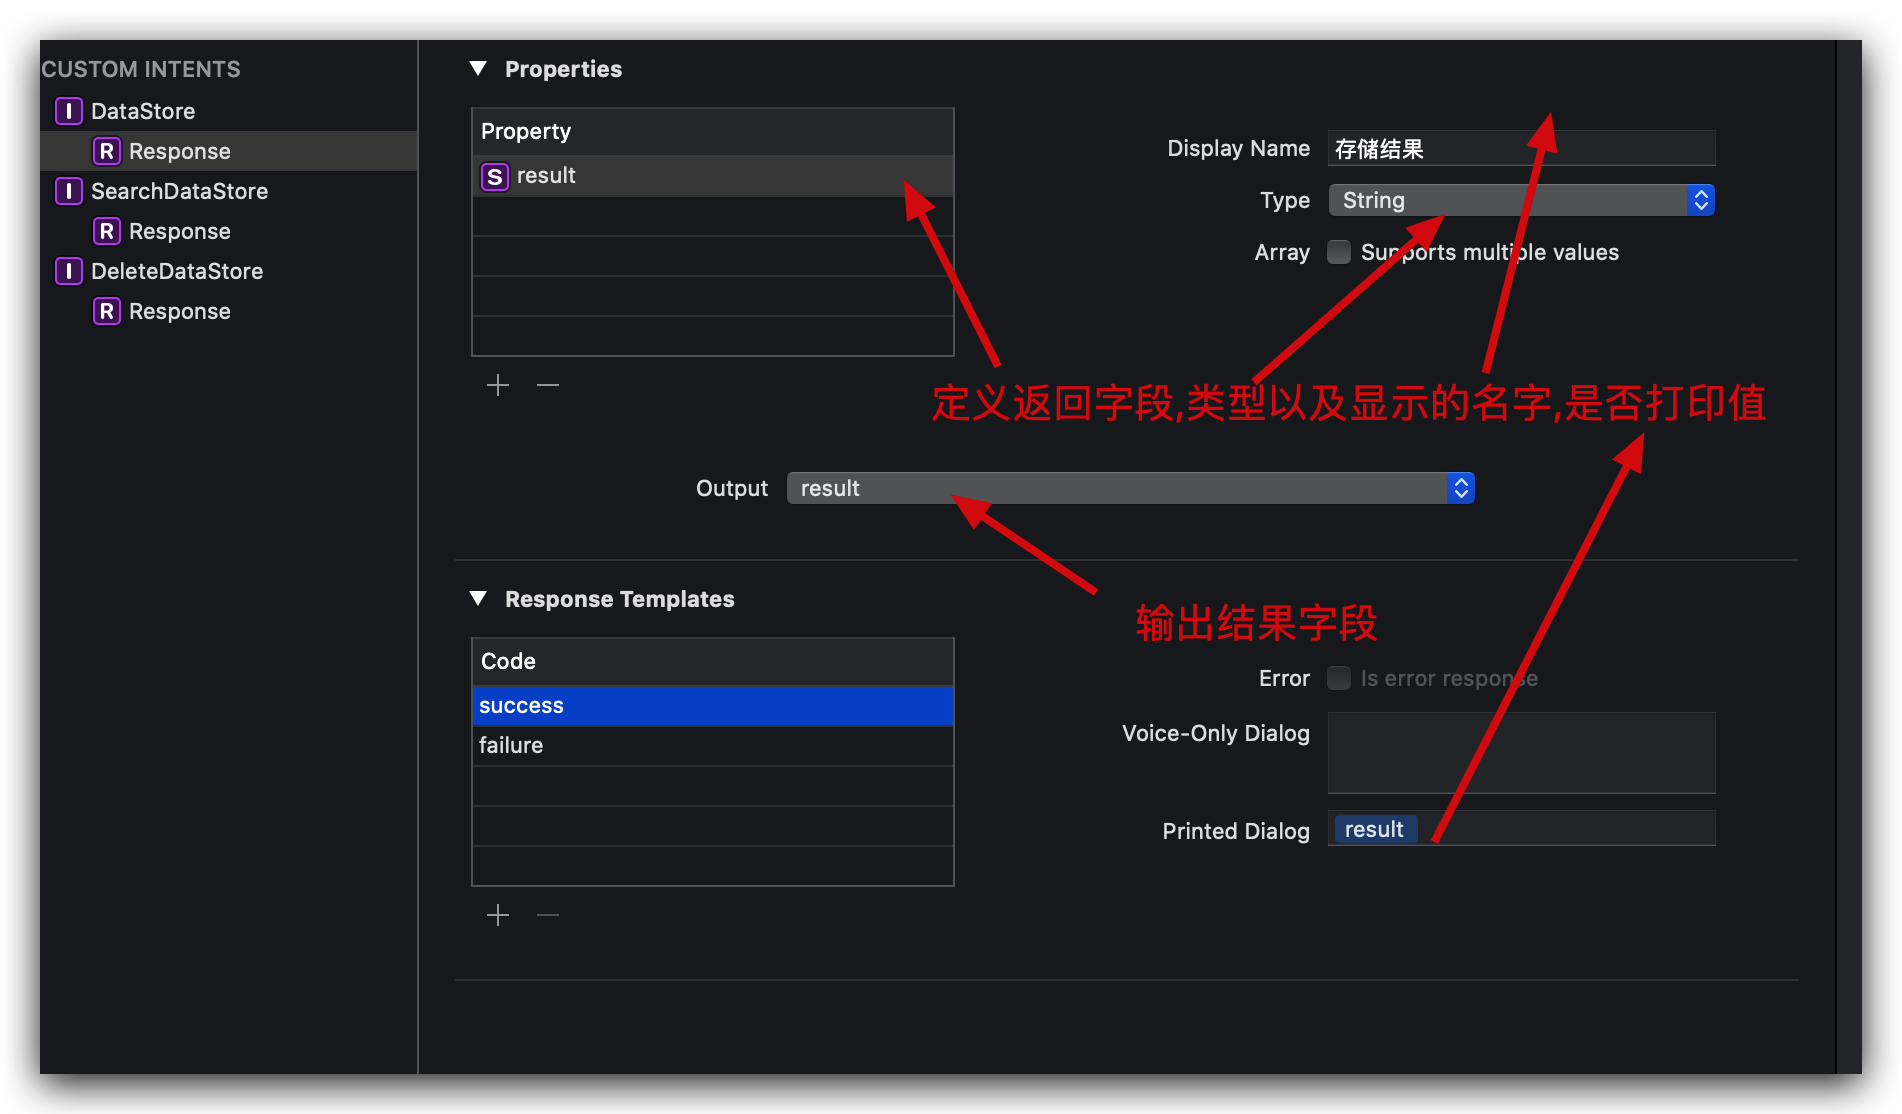 CUSTOM INTENTS
I DataStore
R Response
I SearchDataStore
R Response
I DeleteDataStore
R Response
Properties
Property
S result
Display Name 存储结果
Type String
Array Supports multiple values
定义返回字段,类型以及显示的名字,是否打印值
Output result
输出结果字段
Response Templates
Code
success
failure
Error Is error response
Voice-Only Dialog
Printed Dialog result